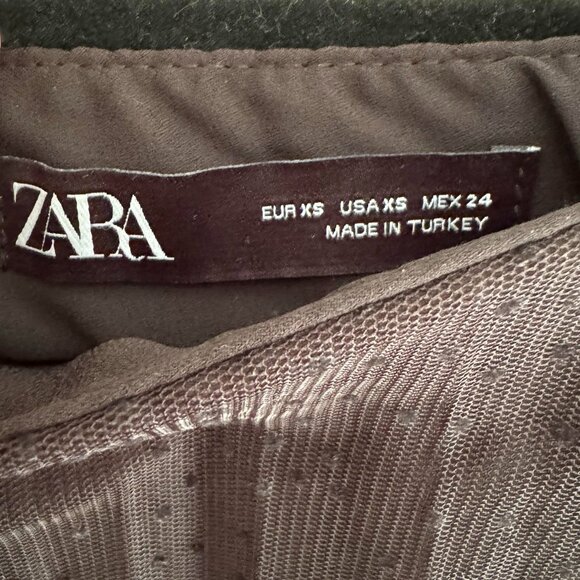 ZARA
EUR XS USA XS MEX 24
MADE IN TURKEY